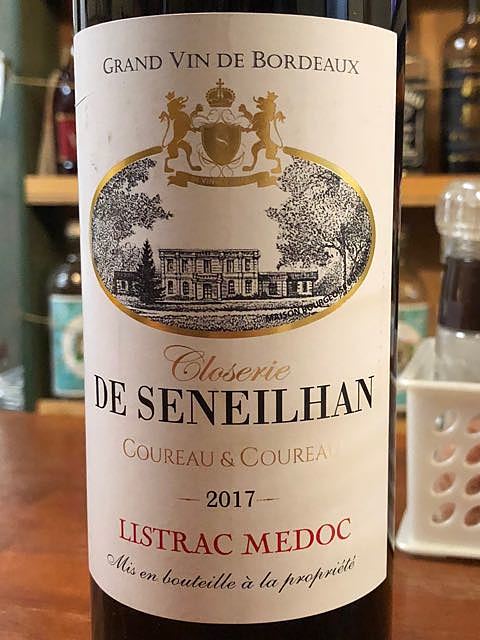 GRAND VIN DE BORDEAUX
Closerie
DE SENEILHAN
COUREAU & COUREAU
2017
LISTRAC MEDOC
Mis en bouteille à la propriété